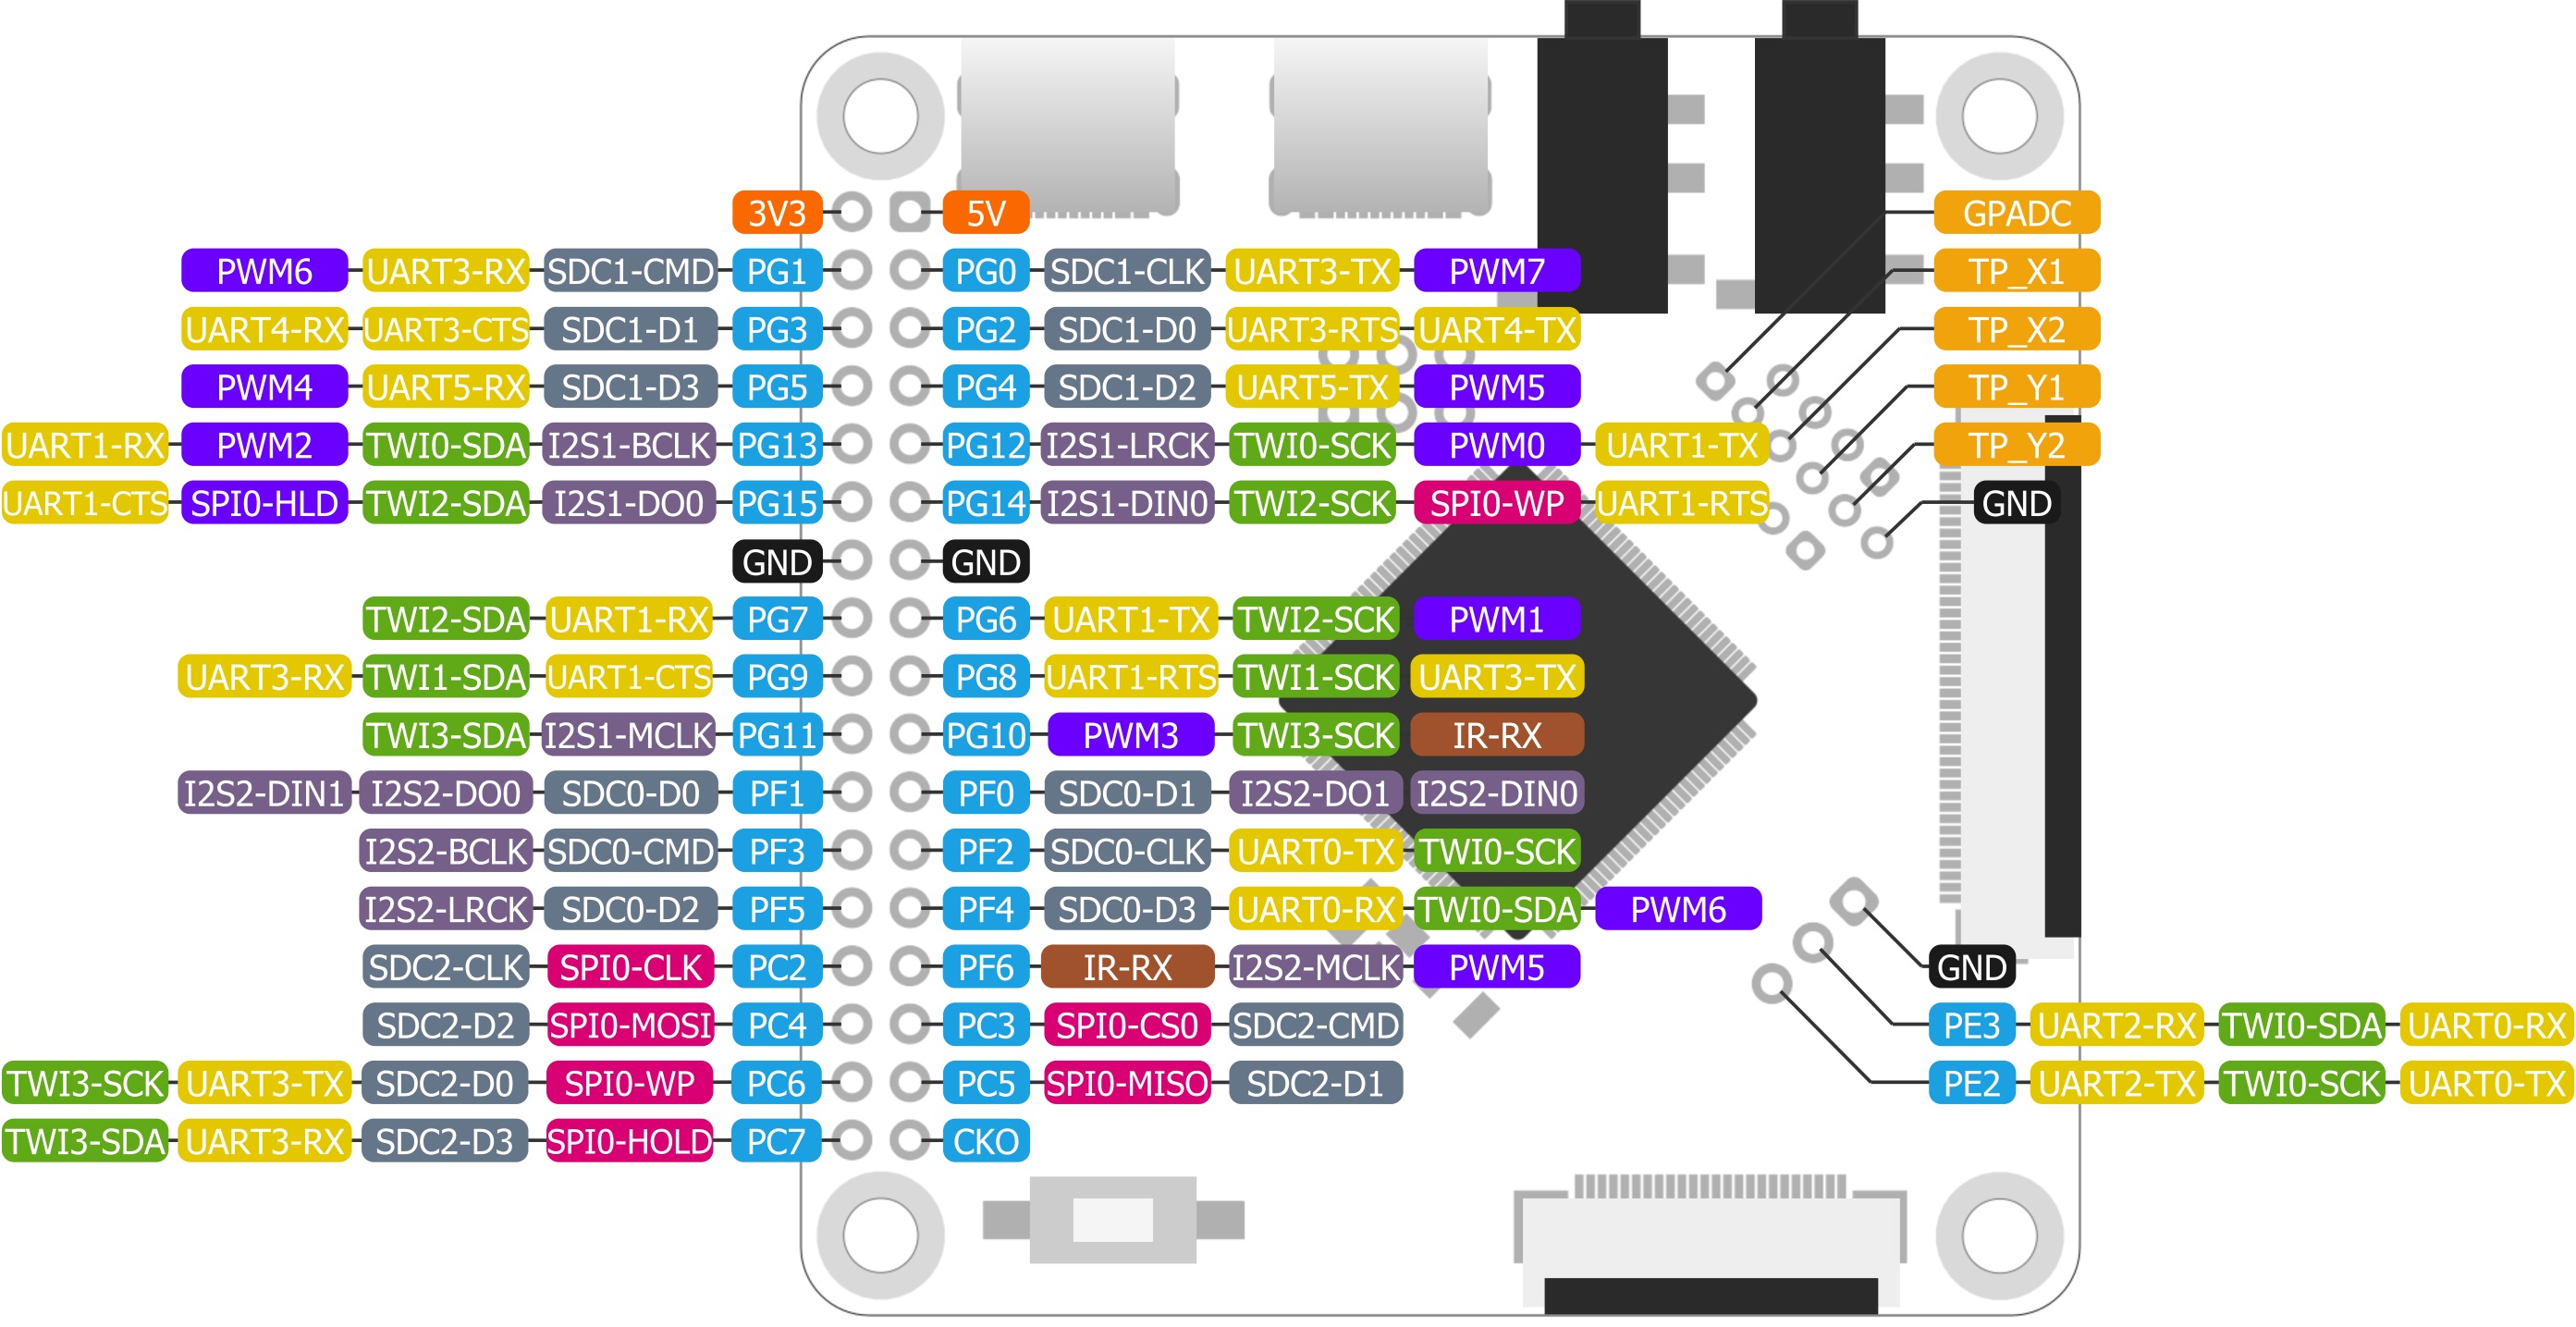 3V3 5V GPADC
PWM6 UART3-RX SDC1-CMD PG1 PG0 SDC1-CLK UART3-TX PWM7 TP_X1
UART4-RX UART3-CTS SDC1-D1 PG3 PG2 SDC1-D0 UART3-RTS UART4-TX TP_X2
PWM4 UART5-RX SDC1-D3 PG5 PG4 SDC1-D2 UART5-TX PWM5 TP_Y1
UART1-RX PWM2 TWI0-SDA I2S1-BCLK PG13 PG12 I2S1-LRCK TWI0-SCK PWM0 UART1-TX TP_Y2
UART1-CTS SPI0-HLD TWI2-SDA I2S1-DO0 PG15 PG14 I2S1-DIN0 TWI2-SCK SPI0-WP UART1-RTS GND
GND GND
TWI2-SDA UART1-RX PG7 PG6 UART1-TX TWI2-SCK PWM1
UART3-RX TWI1-SDA UART1-CTS PG9 PG8 UART1-RTS TWI1-SCK UART3-TX
TWI3-SDA I2S1-MCLK PG11 PG10 PWM3 TWI3-SCK IR-RX
I2S2-DIN1 I2S2-DO0 SDC0-D0 PF1 PF0 SDC0-D1 I2S2-DO1 I2S2-DIN0
I2S2-BCLK SDC0-CMD PF3 PF2 SDC0-CLK UART0-TX TWI0-SCK
I2S2-LRCK SDC0-D2 PF5 PF4 SDC0-D3 UART0-RX TWI0-SDA PWM6
SDC2-CLK SPI0-CLK PC2 PF6 IR-RX I2S2-MCLK PWM5 GND
SDC2-D2 SPI0-MOSI PC4 PC3 SPI0-CS0 SDC2-CMD PE3 UART2-RX TWI0-SDA UART0-RX
TWI3-SCK UART3-TX SDC2-D0 SPI0-WP PC6 PC5 SPI0-MISO SDC2-D1 PE2 UART2-TX TWI0-SCK UART0-TX
TWI3-SDA UART3-RX SDC2-D3 SPI0-HOLD PC7 CKO